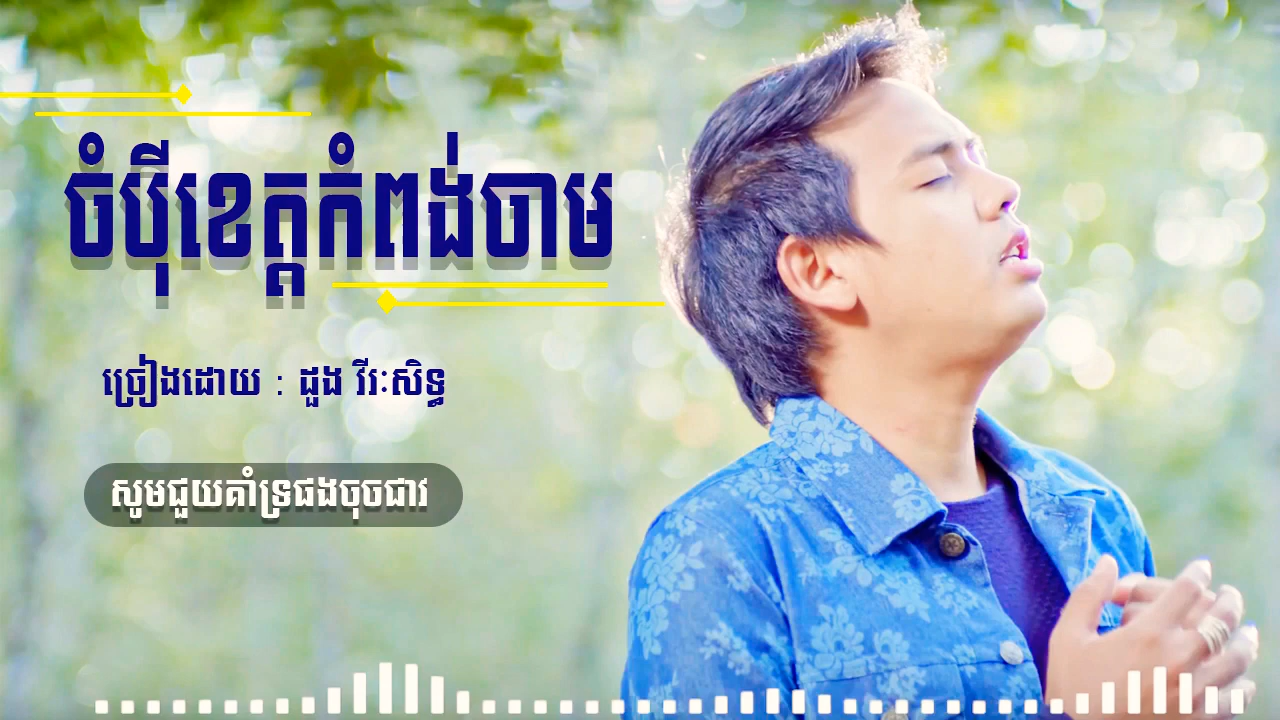 ចំប៉ីខេត្តកំពង់ចាម
ច្រៀងដោយ : ដួង វីរៈសិទ្ធ
សូមជួយគាំទ្រផងចុចជាវ